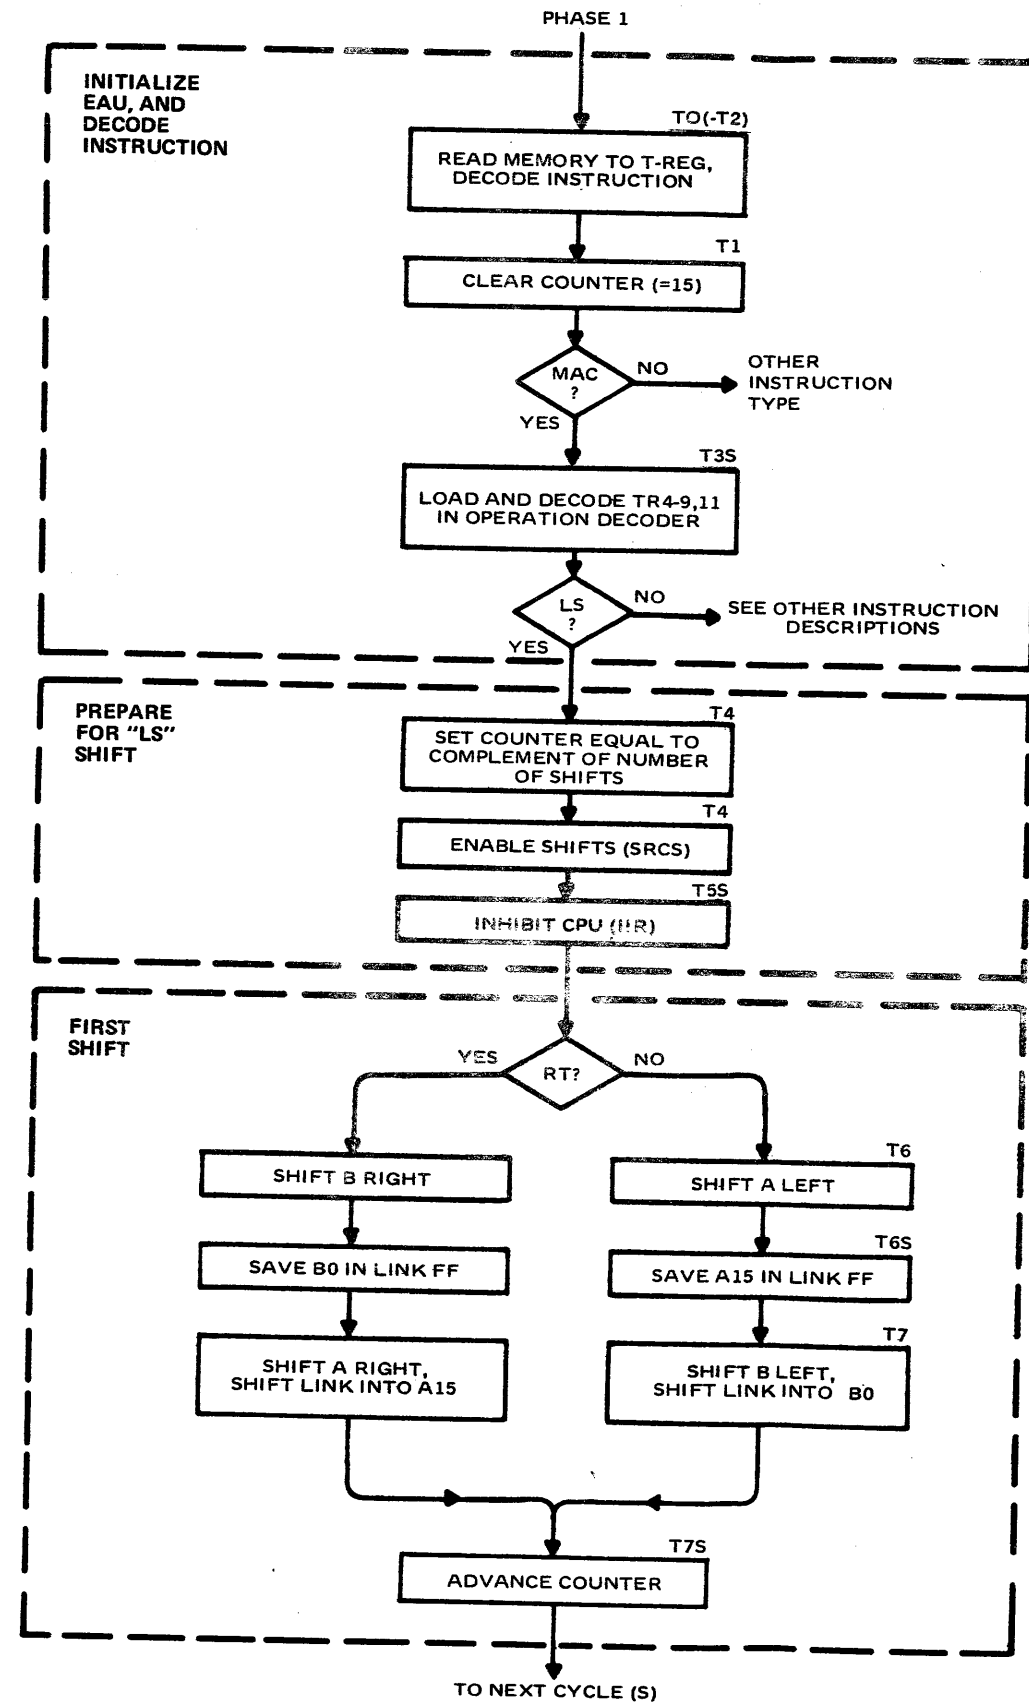 PHASE 1
INITIALIZE
EAU, AND
DECODE
INSTRUCTION
TO(-T2)
READ MEMORY TO T-REG,
DECODE INSTRUCTION
T1
CLEAR COUNTER (=15)
MAC
?
NO
OTHER
INSTRUCTION
TYPE
YES
T3S
LOAD AND DECODE TR4-9,11
IN OPERATION DECODER
LS
?
NO
SEE OTHER INSTRUCTION
DESCRIPTIONS
YES
PREPARE
FOR "LS"
SHIFT
T4
SET COUNTER EQUAL TO
COMPLEMENT OF NUMBER
OF SHIFTS
T4
ENABLE SHIFTS (SRCS)
T5S
INHIBIT CPU
FIRST
SHIFT
YES
RT?
NO
SHIFT B RIGHT
T6
SHIFT A LEFT
SAVE B0 IN LINK FF
T6S
SAVE A15 IN LINK FF
SHIFT A RIGHT,
SHIFT LINK INTO A15
T7
SHIFT B LEFT,
SHIFT LINK INTO B0
T7S
ADVANCE COUNTER
TO NEXT CYCLE (S)